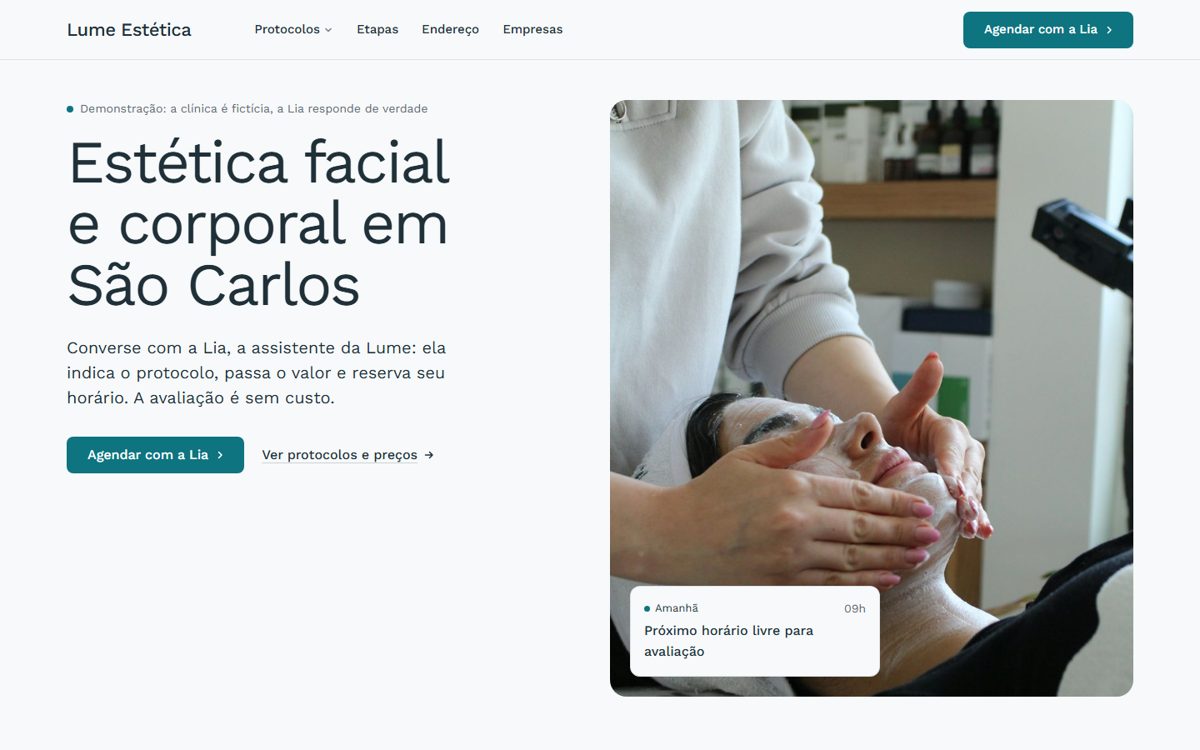 Lume Estética
Protocolos
Etapas
Endereço
Empresas
Agendar com a Lia
Demonstração: a clínica é fictícia, a Lia responde de verdade
Estética facial
e corporal em
São Carlos
Converse com a Lia, a assistente da Lume: ela
indica o protocolo, passa o valor e reserva seu
horário. A avaliação é sem custo.
Agendar com a Lia
Ver protocolos e preços
Amanhã
09h
Próximo horário livre para
avaliação